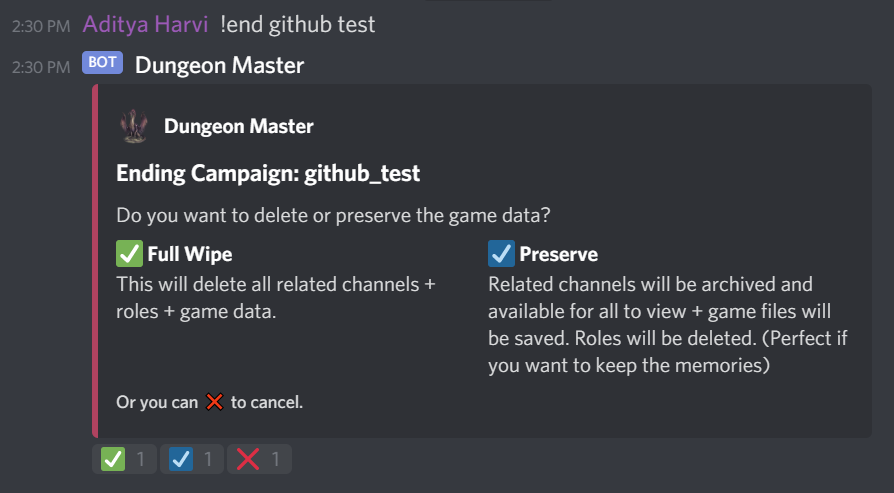 2:30 PM Aditya Harvi !end github test
2:30 PM BOT Dungeon Master
Dungeon Master
Ending Campaign: github_test
Do you want to delete or preserve the game data?
✅ Full Wipe
This will delete all related channels +
roles + game data.
☑️ Preserve
Related channels will be archived and
available for all to view + game files will
be saved. Roles will be deleted. (Perfect if
you want to keep the memories)
Or you can ❌ to cancel.
✅ 1 ☑️ 1 ❌ 1